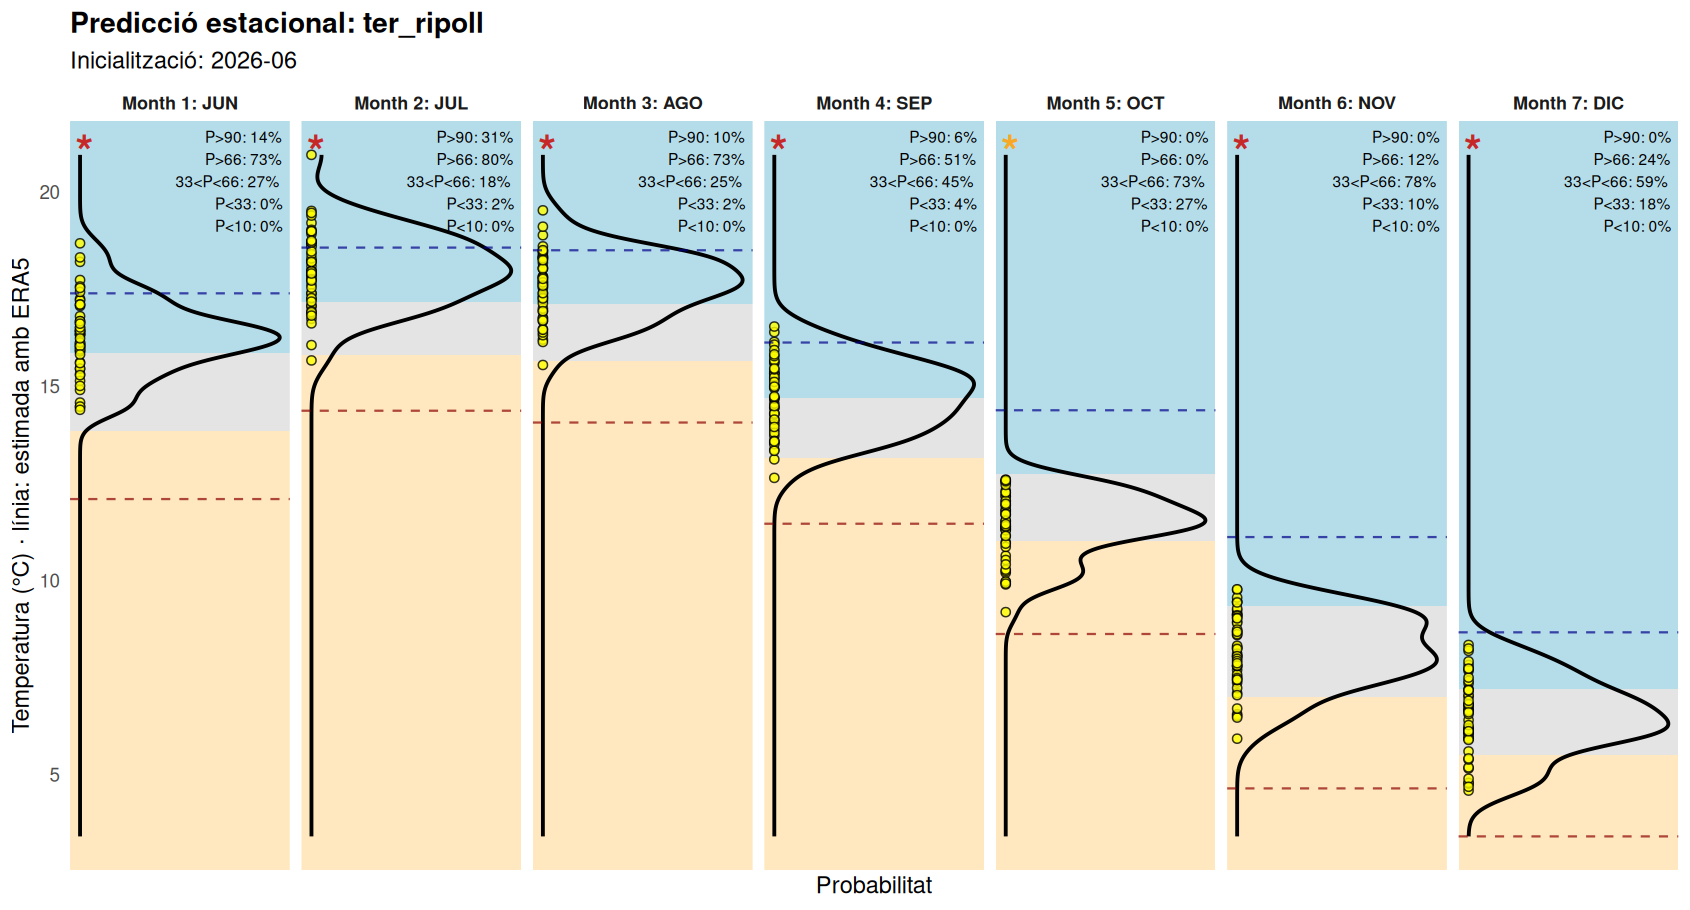 Predicció estacional: ter_ripoll
Inicialització: 2026-06
Month 1: JUN
Month 2: JUL
Month 3: AGO
Month 4: SEP
Month 5: OCT
Month 6: NOV
Month 7: DIC
*
P>90: 14%
P>66: 73%
33<P<66: 27%
P<33: 0%
P<10: 0%
*
P>90: 31%
P>66: 80%
33<P<66: 18%
P<33: 2%
P<10: 0%
*
P>90: 10%
P>66: 73%
33<P<66: 25%
P<33: 2%
P<10: 0%
*
P>90: 6%
P>66: 51%
33<P<66: 45%
P<33: 4%
P<10: 0%
*
P>90: 0%
P>66: 0%
33<P<66: 73%
P<33: 27%
P<10: 0%
*
P>90: 0%
P>66: 12%
33<P<66: 78%
P<33: 10%
P<10: 0%
*
P>90: 0%
P>66: 24%
33<P<66: 59%
P<33: 18%
P<10: 0%
20
15
10
5
Temperatura (°C) · línia: estimada amb ERA5
Probabilitat